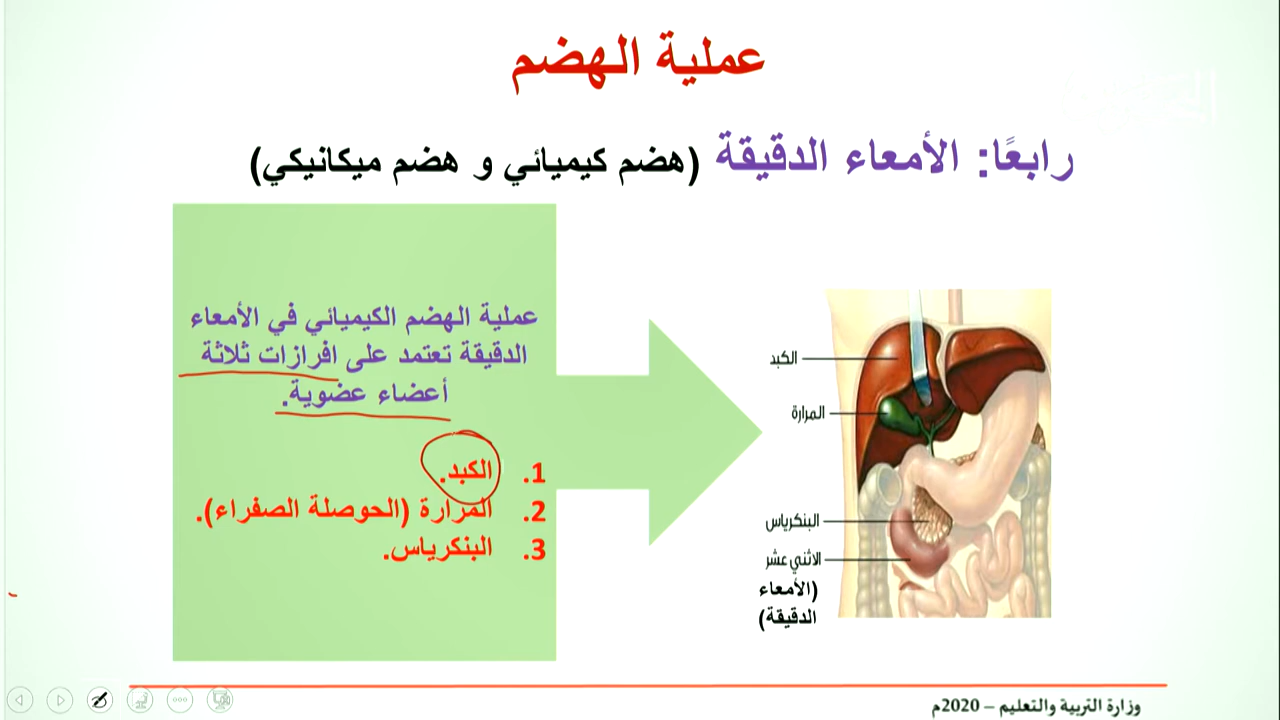 عملية الهضم
رابعًا: الأمعاء الدقيقة (هضم كيميائي و هضم ميكانيكي)
عملية الهضم الكيميائي في الأمعاء
الدقيقة تعتمد على افرازات ثلاثة
أعضاء عضوية.
1. الكبد.
2. المرارة (الحوصلة الصفراء).
3. البنكرياس.
الكبد
المرارة
البنكرياس
الاثني عشر
(الأمعاء
الدقيقة)
وزارة التربية والتعليم – 2020م